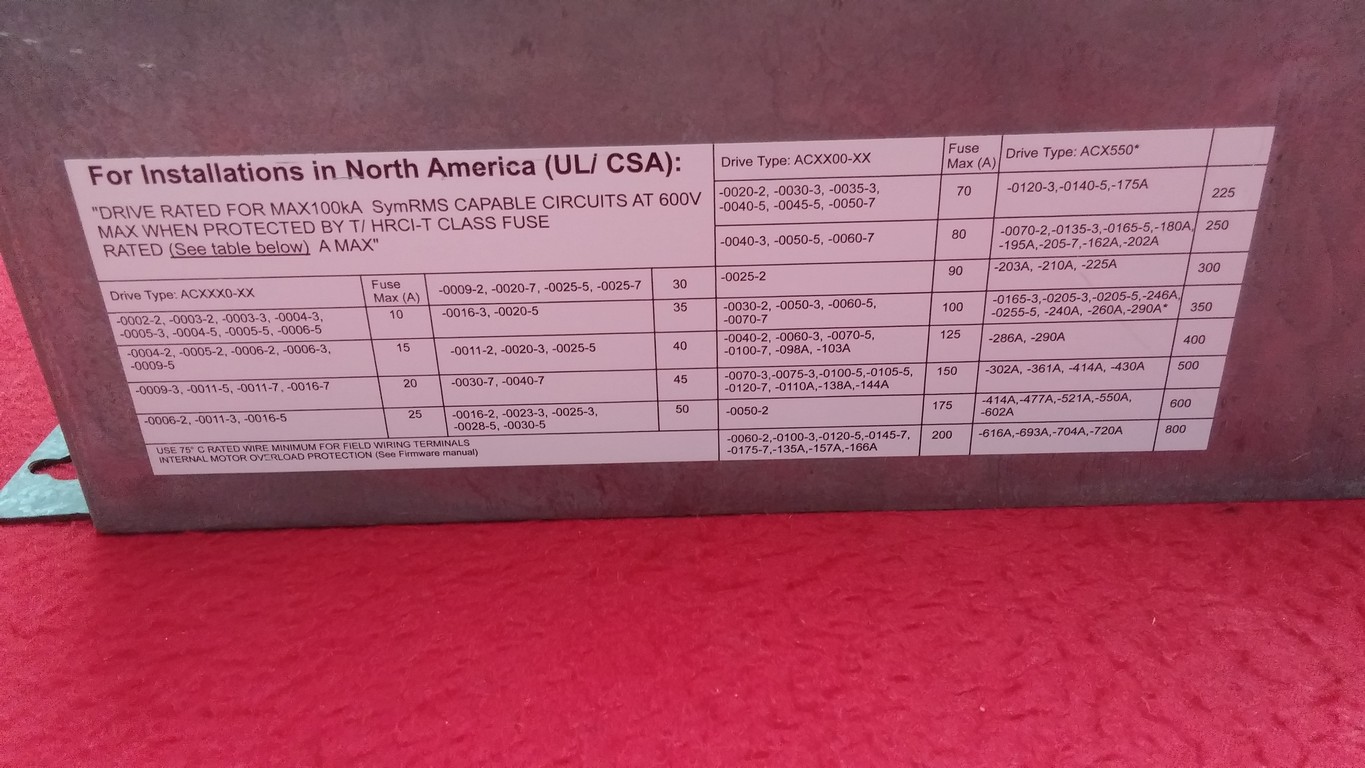 For Installations in North America (UL/ CSA):
"DRIVE RATED FOR MAX100kA SymRMS CAPABLE CIRCUITS AT 600V
MAX WHEN PROTECTED BY T/ HRCI-T CLASS FUSE
RATED (See table below) A MAX"
Drive Type: ACXXX0-XX
Fuse
Max (A)
-0002-2, -0003-2, -0003-3, -0004-3,
-0005-3, -0004-5, -0005-5, -0006-5
10
-0004-2, -0005-2, -0006-2, -0006-3,
-0009-5
15
-0009-3, -0011-5, -0011-7, -0016-7
20
-0006-2, -0011-3, -0016-5
25
-0009-2, -0020-7, -0025-5, -0025-7
30
-0016-3, -0020-5
35
-0011-2, -0020-3, -0025-5
40
-0030-7, -0040-7
45
-0016-2, -0023-3, -0025-3,
-0028-5, -0030-5
50
USE 75° C RATED WIRE MINIMUM FOR FIELD WIRING TERMINALS
INTERNAL MOTOR OVERLOAD PROTECTION (See Firmware manual)
Drive Type: ACXX00-XX
Fuse
Max (A)
-0020-2, -0030-3, -0035-3,
-0040-5, -0045-5, -0050-7
70
-0040-3, -0050-5, -0060-7
80
-0025-2
90
-0030-2, -0050-3, -0060-5,
-0070-7
100
-0040-2, -0060-3, -0070-5,
-0100-7, -098A, -103A
125
-0070-3,-0075-3,-0100-5,-0105-5,
-0120-7, -0110A,-138A,-144A
150
-0050-2
175
-0060-2,-0100-3,-0120-5,-0145-7,
-0175-7,-135A,-157A,-166A
200
Drive Type: ACX550*
-0120-3,-0140-5,-175A
225
-0070-2,-0135-3,-0165-5,-180A,
-195A,-205-7,-162A,-202A
250
-203A, -210A, -225A
300
-0165-3,-0205-3,-0205-5,-246A,
-0255-5, -240A, -260A,-290A*
350
-286A, -290A
400
-302A, -361A, -414A, -430A
500
-414A,-477A,-521A,-550A,
-602A
600
-616A,-693A,-704A,-720A
800